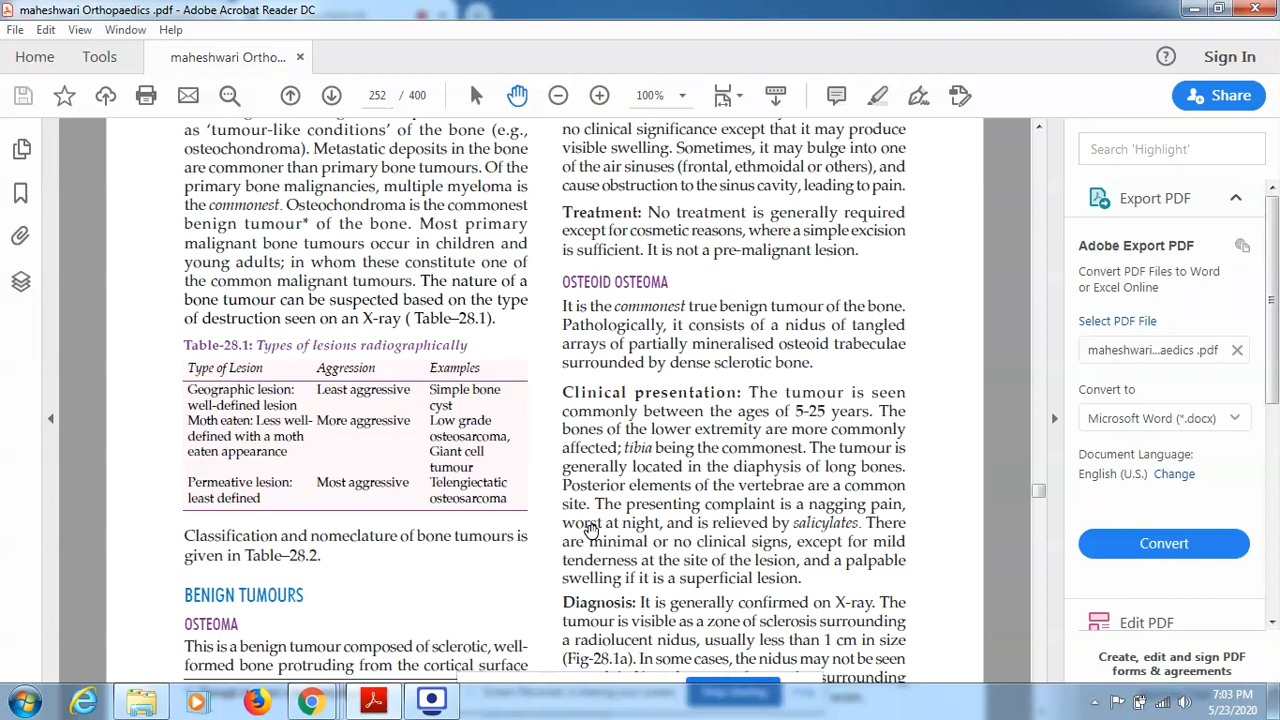 maheshwari Orthopaedics .pdf - Adobe Acrobat Reader DC
File Edit View Window Help
Home Tools maheshwari Ortho... × Sign In
252 / 400 100% Share
as 'tumour-like conditions' of the bone (e.g.,
osteochondroma). Metastatic deposits in the bone
are commoner than primary bone tumours. Of the
primary bone malignancies, multiple myeloma is
the commonest. Osteochondroma is the commonest
benign tumour* of the bone. Most primary
malignant bone tumours occur in children and
young adults; in whom these constitute one of
the common malignant tumours. The nature of a
bone tumour can be suspected based on the type
of destruction seen on an X-ray ( Table–28.1).
Table-28.1: Types of lesions radiographically
Type of Lesion Aggression Examples
Geographic lesion: Least aggressive Simple bone
well-defined lesion cyst
Moth eaten: Less well- More aggressive Low grade
defined with a moth osteosarcoma,
eaten appearance Giant cell
tumour
Permeative lesion: Most aggressive Telengiectatic
least defined osteosarcoma
Classification and nomeclature of bone tumours is
given in Table–28.2.
BENIGN TUMOURS
OSTEOMA
This is a benign tumour composed of sclerotic, well-
formed bone protruding from the cortical surface
no clinical significance except that it may produce
visible swelling. Sometimes, it may bulge into one
of the air sinuses (frontal, ethmoidal or others), and
cause obstruction to the sinus cavity, leading to pain.
Treatment: No treatment is generally required
except for cosmetic reasons, where a simple excision
is sufficient. It is not a pre-malignant lesion.
OSTEOID OSTEOMA
It is the commonest true benign tumour of the bone.
Pathologically, it consists of a nidus of tangled
arrays of partially mineralised osteoid trabeculae
surrounded by dense sclerotic bone.
Clinical presentation: The tumour is seen
commonly between the ages of 5-25 years. The
bones of the lower extremity are more commonly
affected; tibia being the commonest. The tumour is
generally located in the diaphysis of long bones.
Posterior elements of the vertebrae are a common
site. The presenting complaint is a nagging pain,
worst at night, and is relieved by salicylates. There
are minimal or no clinical signs, except for mild
tenderness at the site of the lesion, and a palpable
swelling if it is a superficial lesion.
Diagnosis: It is generally confirmed on X-ray. The
tumour is visible as a zone of sclerosis surrounding
a radiolucent nidus, usually less than 1 cm in size
(Fig-28.1a). In some cases, the nidus may not be seen
surrounding
Search 'Highlight'
Export PDF
Adobe Export PDF
Convert PDF Files to Word
or Excel Online
Select PDF File
maheshwari...aedics .pdf
Convert to
Microsoft Word (*.docx)
Document Language:
English (U.S.) Change
Convert
Edit PDF
Create, edit and sign PDF
forms & agreements
7:03 PM
5/23/2020